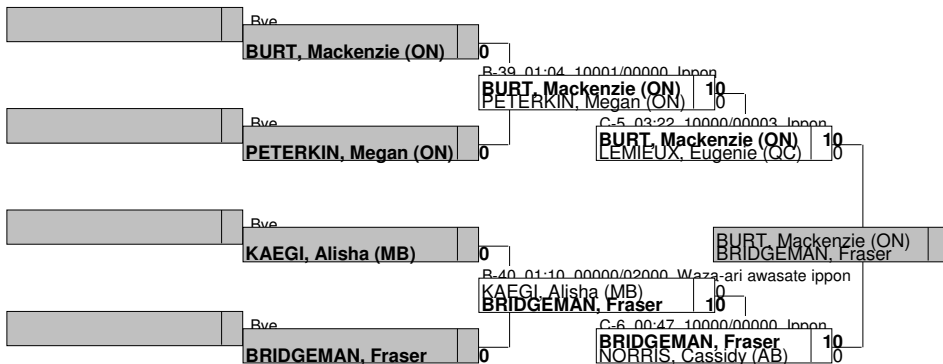 Bye
BURT, Mackenzie (ON) 0
B-39 01:04 10001/00000 Ippon
BURT, Mackenzie (ON) 10
PETERKIN, Megan (ON) 0
Bye
PETERKIN, Megan (ON) 0
C-5 03:22 10000/00003 Ippon
BURT, Mackenzie (ON) 10
LEMIEUX, Eugenie (QC) 0
Bye
KAEGI, Alisha (MB) 0
BURT, Mackenzie (ON)
BRIDGEMAN, Fraser
B-40 01:10 00000/02000 Waza-ari awasate ippon
KAEGI, Alisha (MB) 0
BRIDGEMAN, Fraser 10
Bye
BRIDGEMAN, Fraser 0
C-6 00:47 10000/00000 Ippon
BRIDGEMAN, Fraser 10
NORRIS, Cassidy (AB) 0